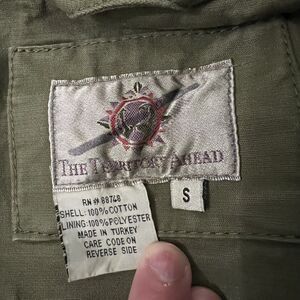 THE TERRITORY AHEAD
S
RN# 88748
SHELL: 100% COTTON
LINING: 100% POLYESTER
MADE IN TURKEY
CARE CODE ON
REVERSE SIDE